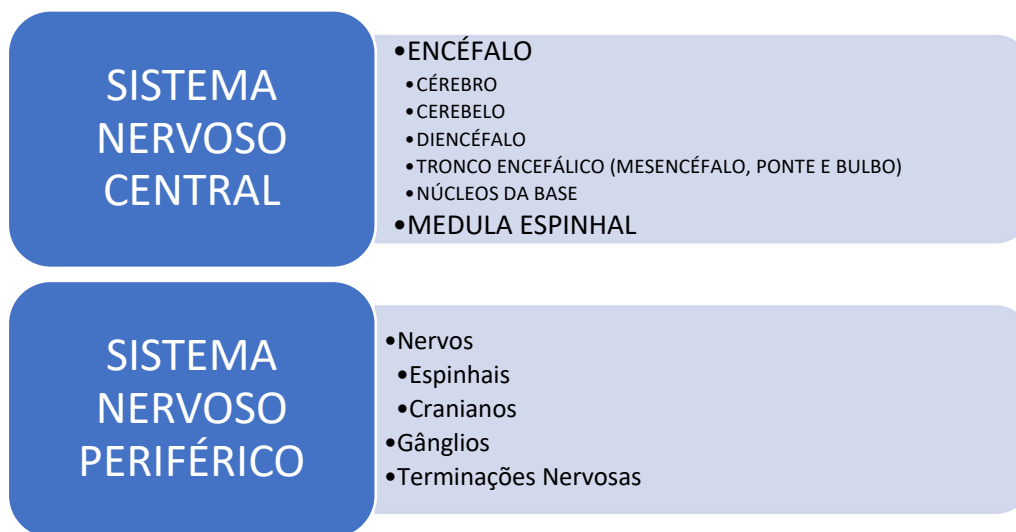 SISTEMA
NERVOSO
CENTRAL
•ENCÉFALO
•CÉREBRO
•CEREBELO
•DIENCÉFALO
•TRONCO ENCEFÁLICO (MESENCÉFALO, PONTE E BULBO)
•NÚCLEOS DA BASE
•MEDULA ESPINHAL
SISTEMA
NERVOSO
PERIFÉRICO
•Nervos
•Espinhais
•Cranianos
•Gânglios
•Terminações Nervosas